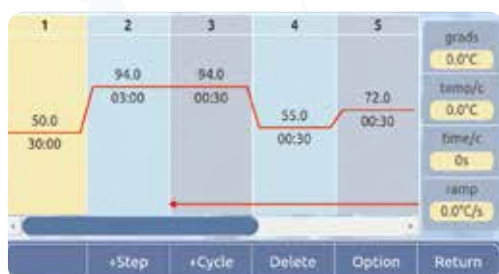 1 2 3 4 5
50.0
30:00
94.0
03:00
94.0
00:30
55.0
00:30
72.0
00:30
grads
0.0°C
temp/c
0.0°C
time/c
0s
ramp
0.0°C/s
+Step +Cycle Delete Option Return